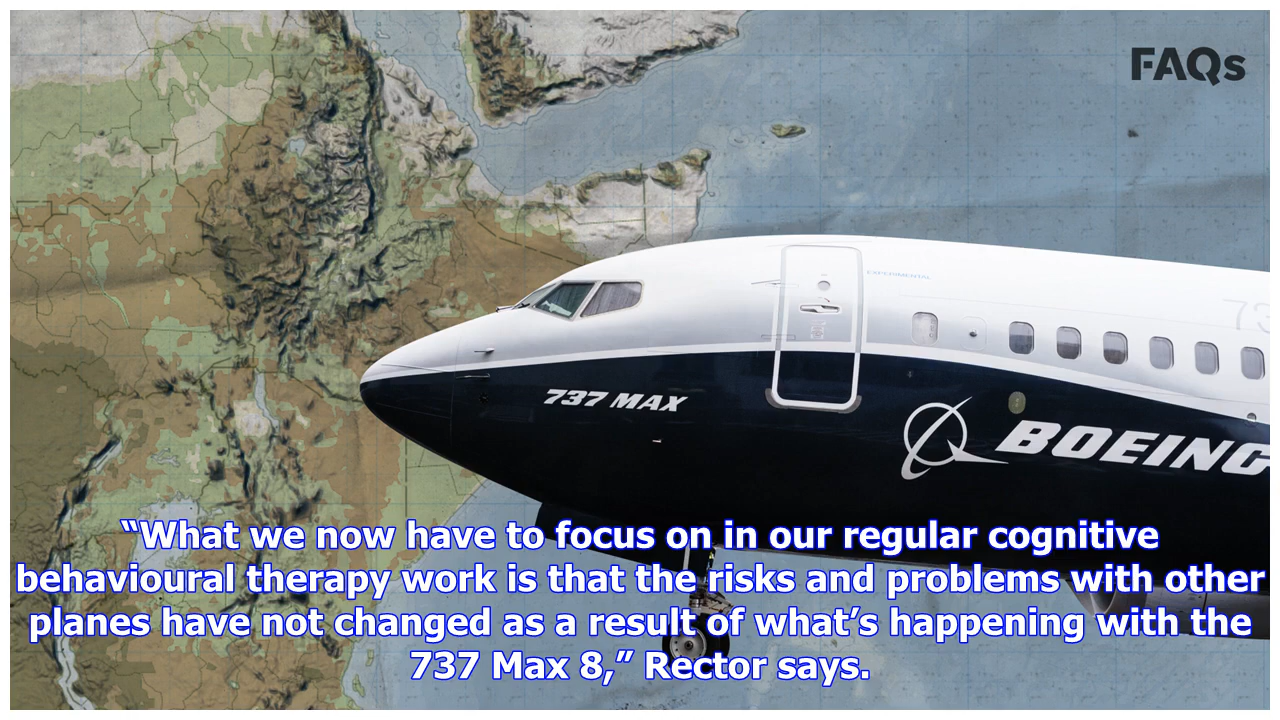 FAQs
EXPERIMENTAL
73
737 MAX
BOEING
“What we now have to focus on in our regular cognitive
behavioural therapy work is that the risks and problems with other
planes have not changed as a result of what’s happening with the
737 Max 8,” Rector says.